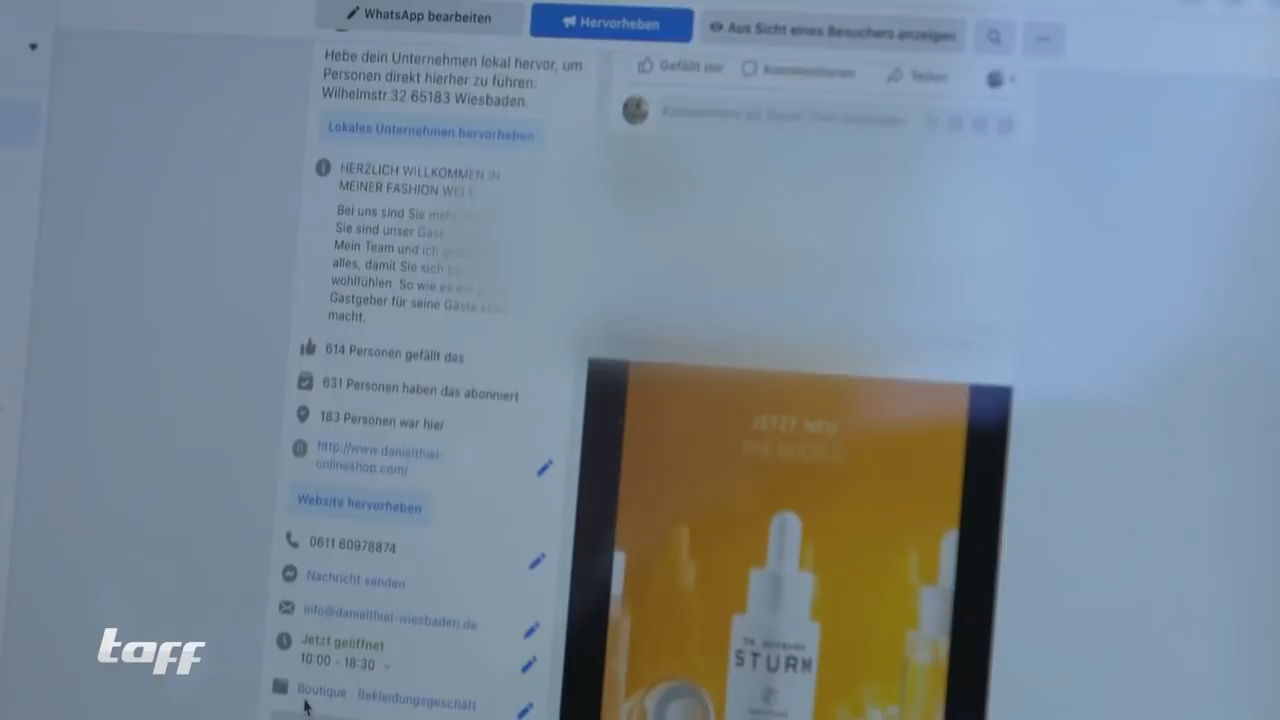 WhatsApp bearbeiten
Hervorheben
Aus Sicht eines Besuchers anzeigen
Hebe dein Unternehmen lokal hervor, um
Personen direkt hierher zu führen:
Wilhelmstr.32 65183 Wiesbaden.
Lokales Unternehmen hervorheben
Gefällt mir
Kommentieren
Teilen
HERZLICH WILLKOMMEN IN
MEINER FASHION WELT
Bei uns sind Sie mehr
Sie sind unser Gast
Mein Team und ich
alles, damit Sie sich
wohlfühlen. So wie es ein
Gastgeber für seine Gäste eben
macht.
614 Personen gefällt das
631 Personen haben das abonniert
183 Personen war hier
http://www.danielthiel-
onlineshop.com/
Website hervorheben
0611 60978874
Nachricht senden
info@danielthiel-wiesbaden.de
Jetzt geöffnet
10:00 - 18:30
Boutique · Bekleidungsgeschäft
JETZT NEU
STURM
taff